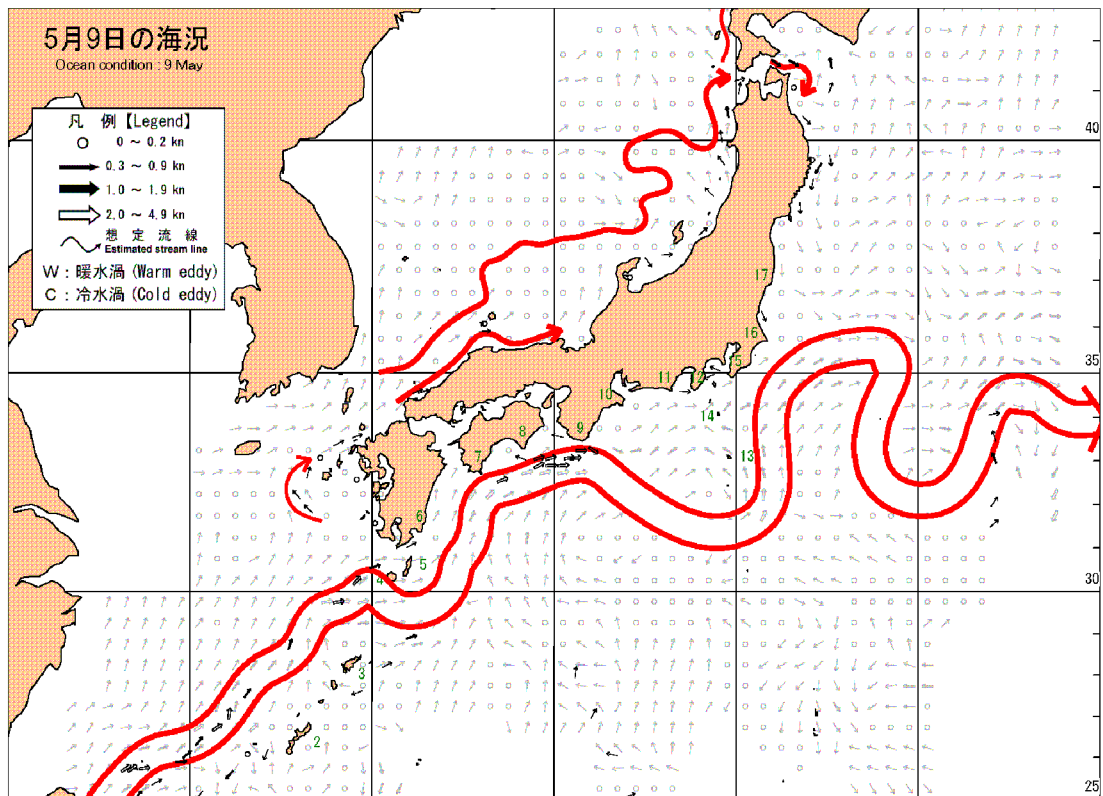 5月9日の海況
Ocean condition : 9 May
凡 例【Legend】
0 ~ 0.2 kn
0.3 ~ 0.9 kn
1.0 ~ 1.9 kn
2.0 ~ 4.9 kn
想 定 流 線
Estimated stream line
W : 暖水渦 (Warm eddy)
C : 冷水渦 (Cold eddy)
40
17
16
15
35
11
12
10
14
8
9
7
13
6
5
4
30
3
2
25